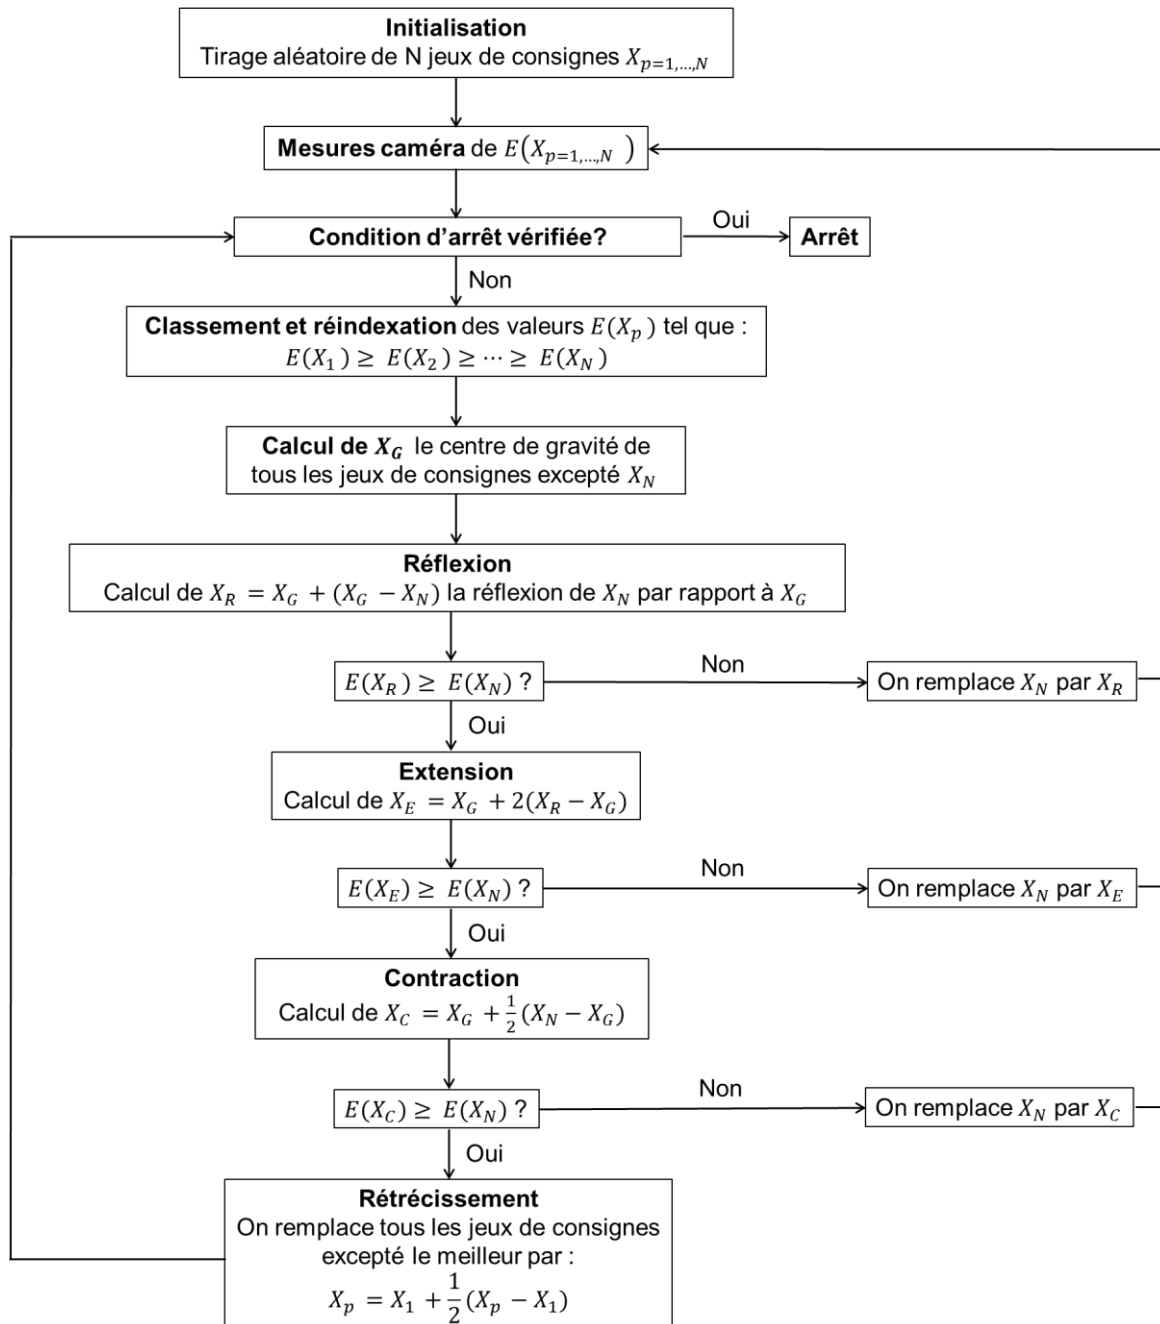 Initialisation
Tirage aléatoire de N jeux de consignes $X_{p=1,…,N}$
Mesures caméra de $E(X_{p=1,…,N})$
Condition d'arrêt vérifiée?
Oui
Arrêt
Non
Classement et réindexation des valeurs $E(X_p)$ tel que :
$E(X_1) ≥ E(X_2) ≥ ⋯ ≥ E(X_N)$
Calcul de $X_G$ le centre de gravité de
tous les jeux de consignes excepté $X_N$
Réflexion
Calcul de $X_R = X_G + (X_G − X_N)$ la réflexion de $X_N$ par rapport à $X_G$
$E(X_R) ≥ E(X_N)$ ?
Non
On remplace $X_N$ par $X_R$
Oui
Extension
Calcul de $X_E = X_G + 2(X_R − X_G)$
$E(X_E) ≥ E(X_N)$ ?
Non
On remplace $X_N$ par $X_E$
Oui
Contraction
Calcul de $X_C = X_G + \frac{1}{2}(X_N − X_G)$
$E(X_C) ≥ E(X_N)$ ?
Non
On remplace $X_N$ par $X_C$
Oui
Rétrécissement
On remplace tous les jeux de consignes
excepté le meilleur par :
$X_p = X_1 + \frac{1}{2}(X_p − X_1)$